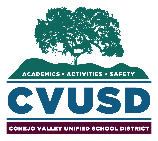 ACADEMICS • ACTIVITIES • SAFETY
CVUSD
CONEJO VALLEY UNIFIED SCHOOL DISTRICT